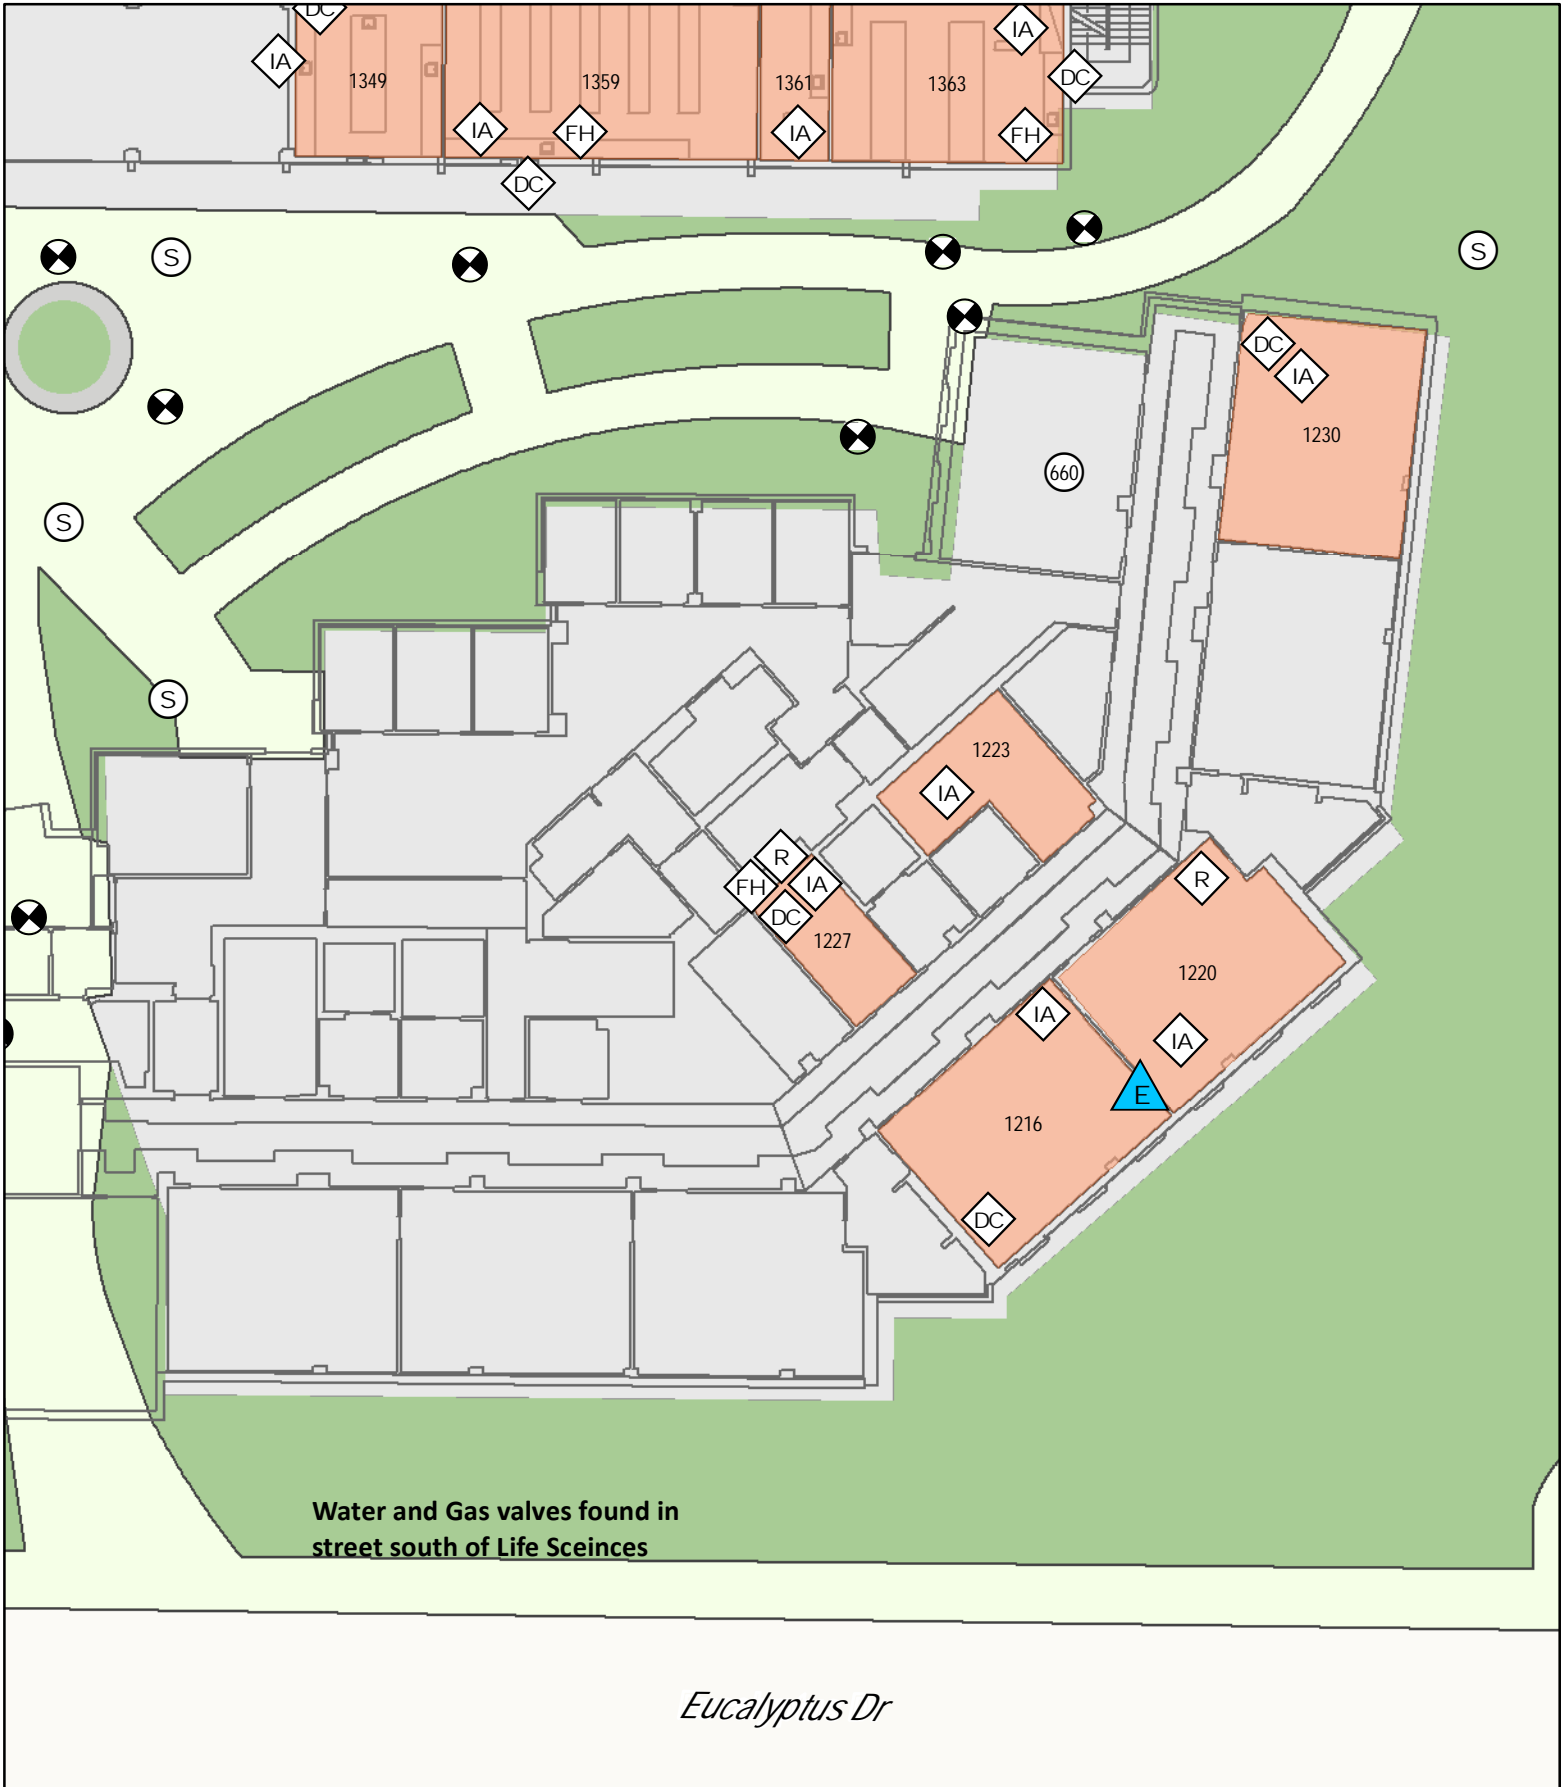 DC
IA
IA
1349
1359
1361
1363
DC
IA
FH
IA
FH
DC
S
S
DC
IA
1230
660
S
S
1223
IA
R
FH
IA
DC
1227
R
1220
IA
IA
E
1216
DC
Water and Gas valves found in
street south of Life Sceinces
Eucalyptus Dr